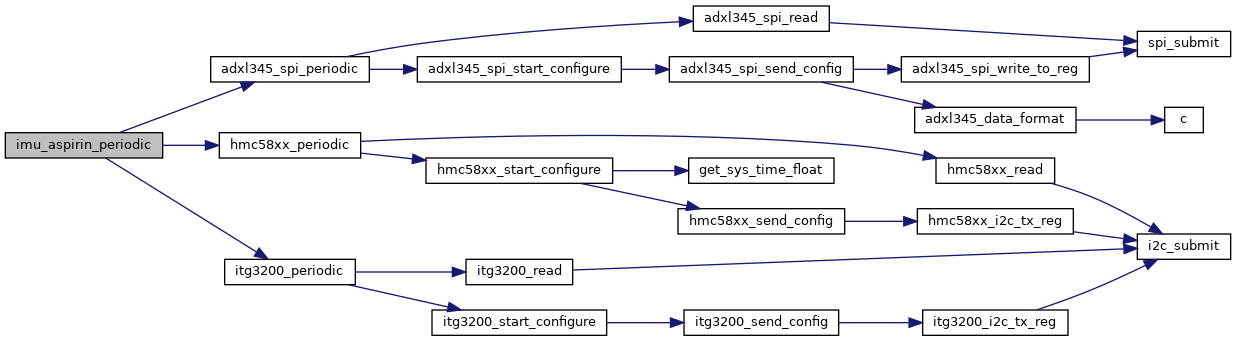 adxl345_spi_read
spi_submit
adxl345_spi_periodic
adxl345_spi_start_configure
adxl345_spi_send_config
adxl345_spi_write_to_reg
adxl345_data_format
c
imu_aspirin_periodic
hmc58xx_periodic
hmc58xx_start_configure
get_sys_time_float
hmc58xx_read
hmc58xx_send_config
hmc58xx_i2c_tx_reg
i2c_submit
itg3200_periodic
itg3200_read
itg3200_start_configure
itg3200_send_config
itg3200_i2c_tx_reg